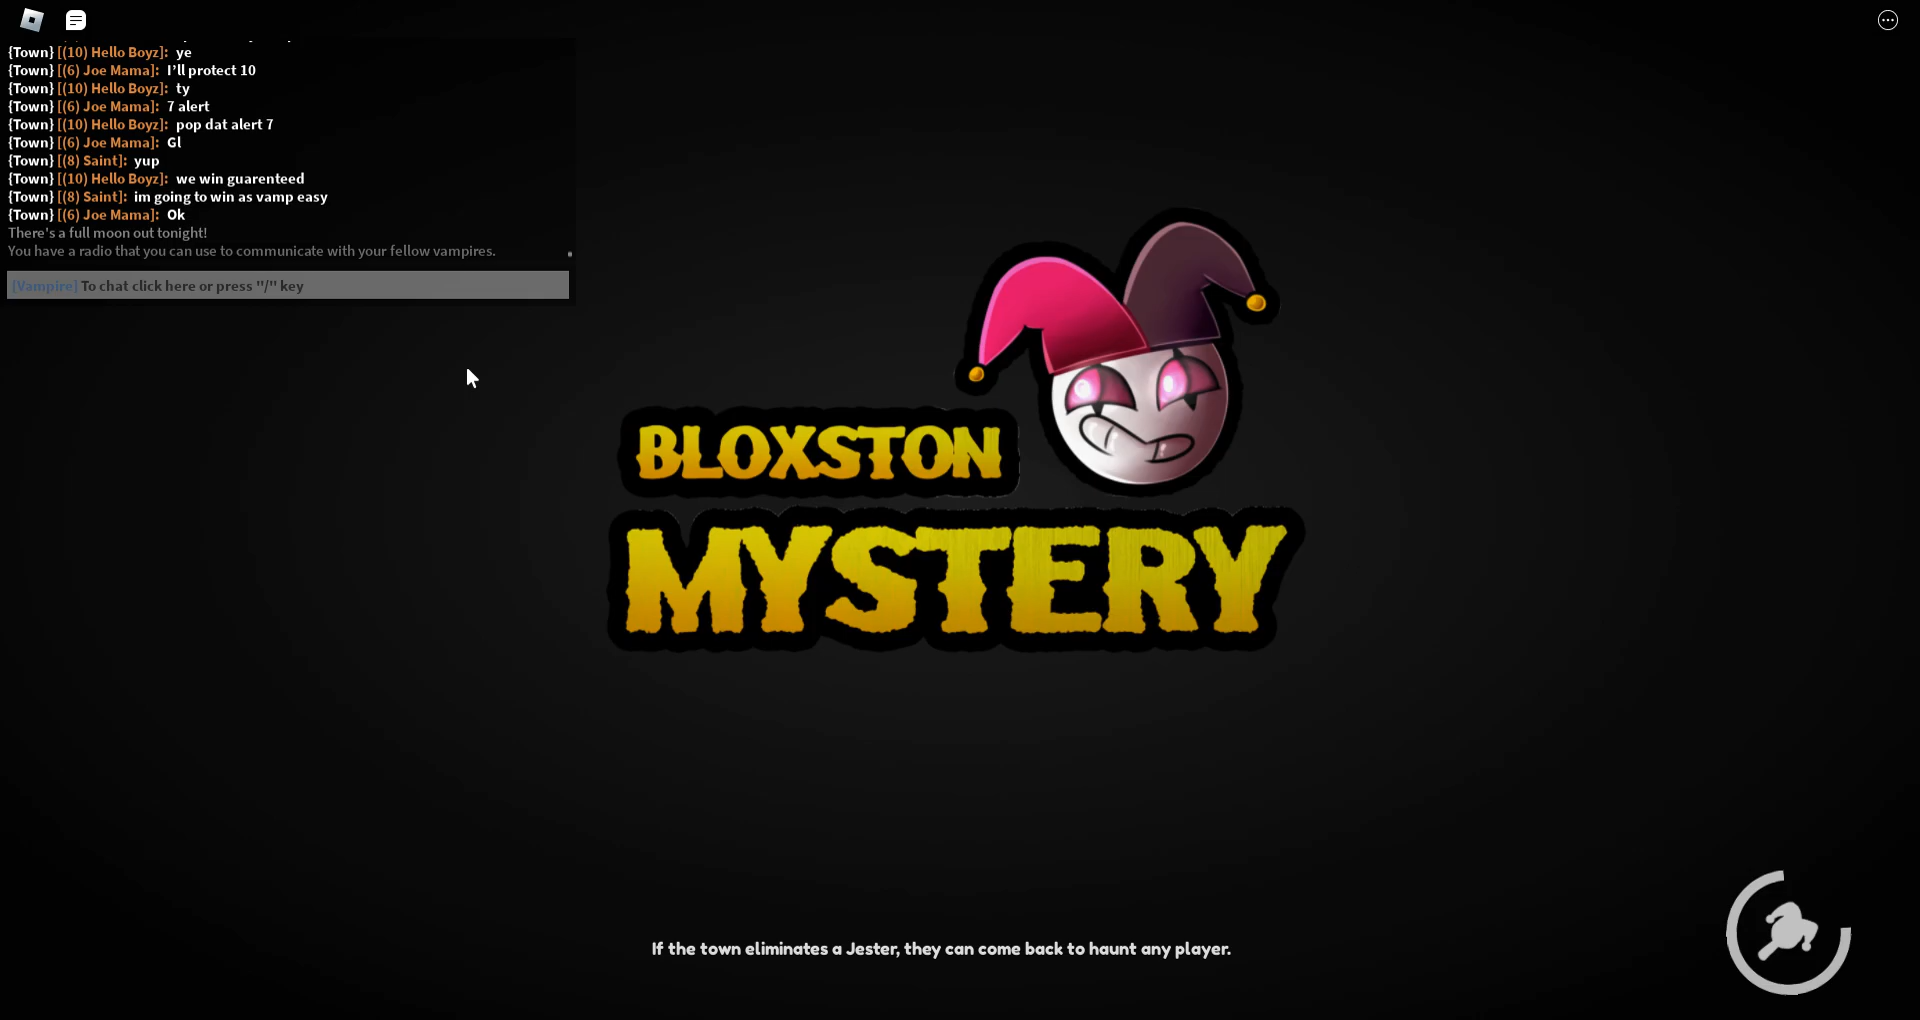 {Town} [(10) Hello Boyz]: ye
{Town} [(6) Joe Mama]: I'll protect 10
{Town} [(10) Hello Boyz]: ty
{Town} [(6) Joe Mama]: 7 alert
{Town} [(10) Hello Boyz]: pop dat alert 7
{Town} [(6) Joe Mama]: Gl
{Town} [(8) Saint]: yup
{Town} [(10) Hello Boyz]: we win guarenteed
{Town} [(8) Saint]: im going to win as vamp easy
{Town} [(6) Joe Mama]: Ok
There's a full moon out tonight!
You have a radio that you can use to communicate with your fellow vampires.
[Vampire] To chat click here or press "/" key
BLOXSTON
MYSTERY
If the town eliminates a Jester, they can come back to haunt any player.